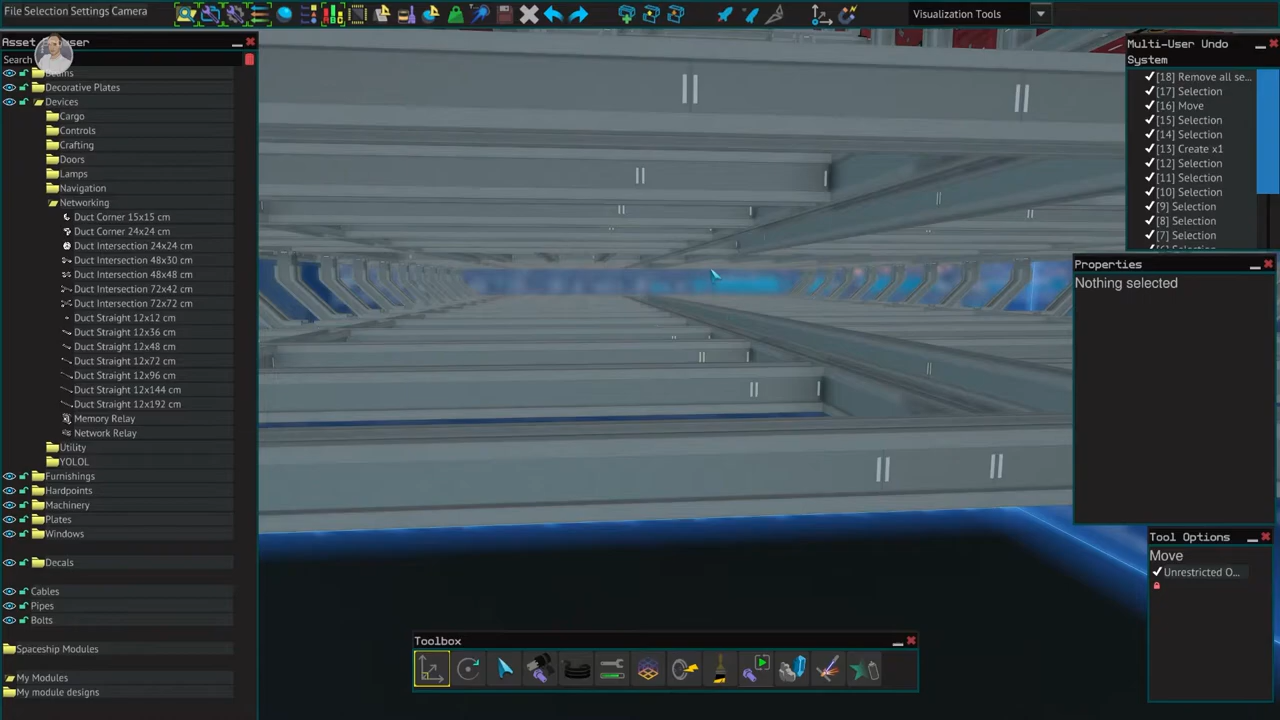 File Selection Settings Camera
Visualization Tools
Search
Beams
Decorative Plates
Devices
Cargo
Controls
Crafting
Doors
Lamps
Navigation
Networking
Duct Corner 15x15 cm
Duct Corner 24x24 cm
Duct Intersection 24x24 cm
Duct Intersection 48x30 cm
Duct Intersection 48x48 cm
Duct Intersection 72x42 cm
Duct Intersection 72x72 cm
Duct Straight 12x12 cm
Duct Straight 12x36 cm
Duct Straight 12x48 cm
Duct Straight 12x72 cm
Duct Straight 12x96 cm
Duct Straight 12x144 cm
Duct Straight 12x192 cm
Memory Relay
Network Relay
Utility
YOLOL
Furnishings
Hardpoints
Machinery
Plates
Windows
Decals
Cables
Pipes
Bolts
Spaceship Modules
My Modules
My module designs
Multi-User Undo
System
[18] Remove all se...
[17] Selection
[16] Move
[15] Selection
[14] Selection
[13] Create x1
[12] Selection
[11] Selection
[10] Selection
[9] Selection
[8] Selection
[7] Selection
Properties
Nothing selected
Tool Options
Move
Unrestricted O...
Toolbox